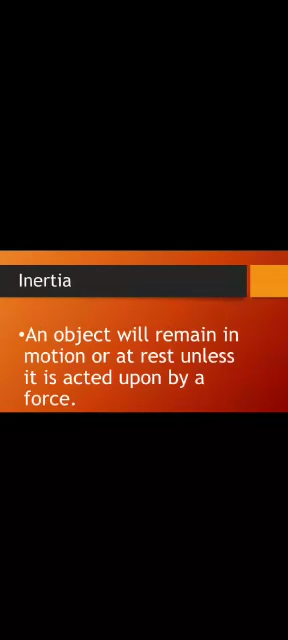 Inertia
•An object will remain in
motion or at rest unless
it is acted upon by a
force.